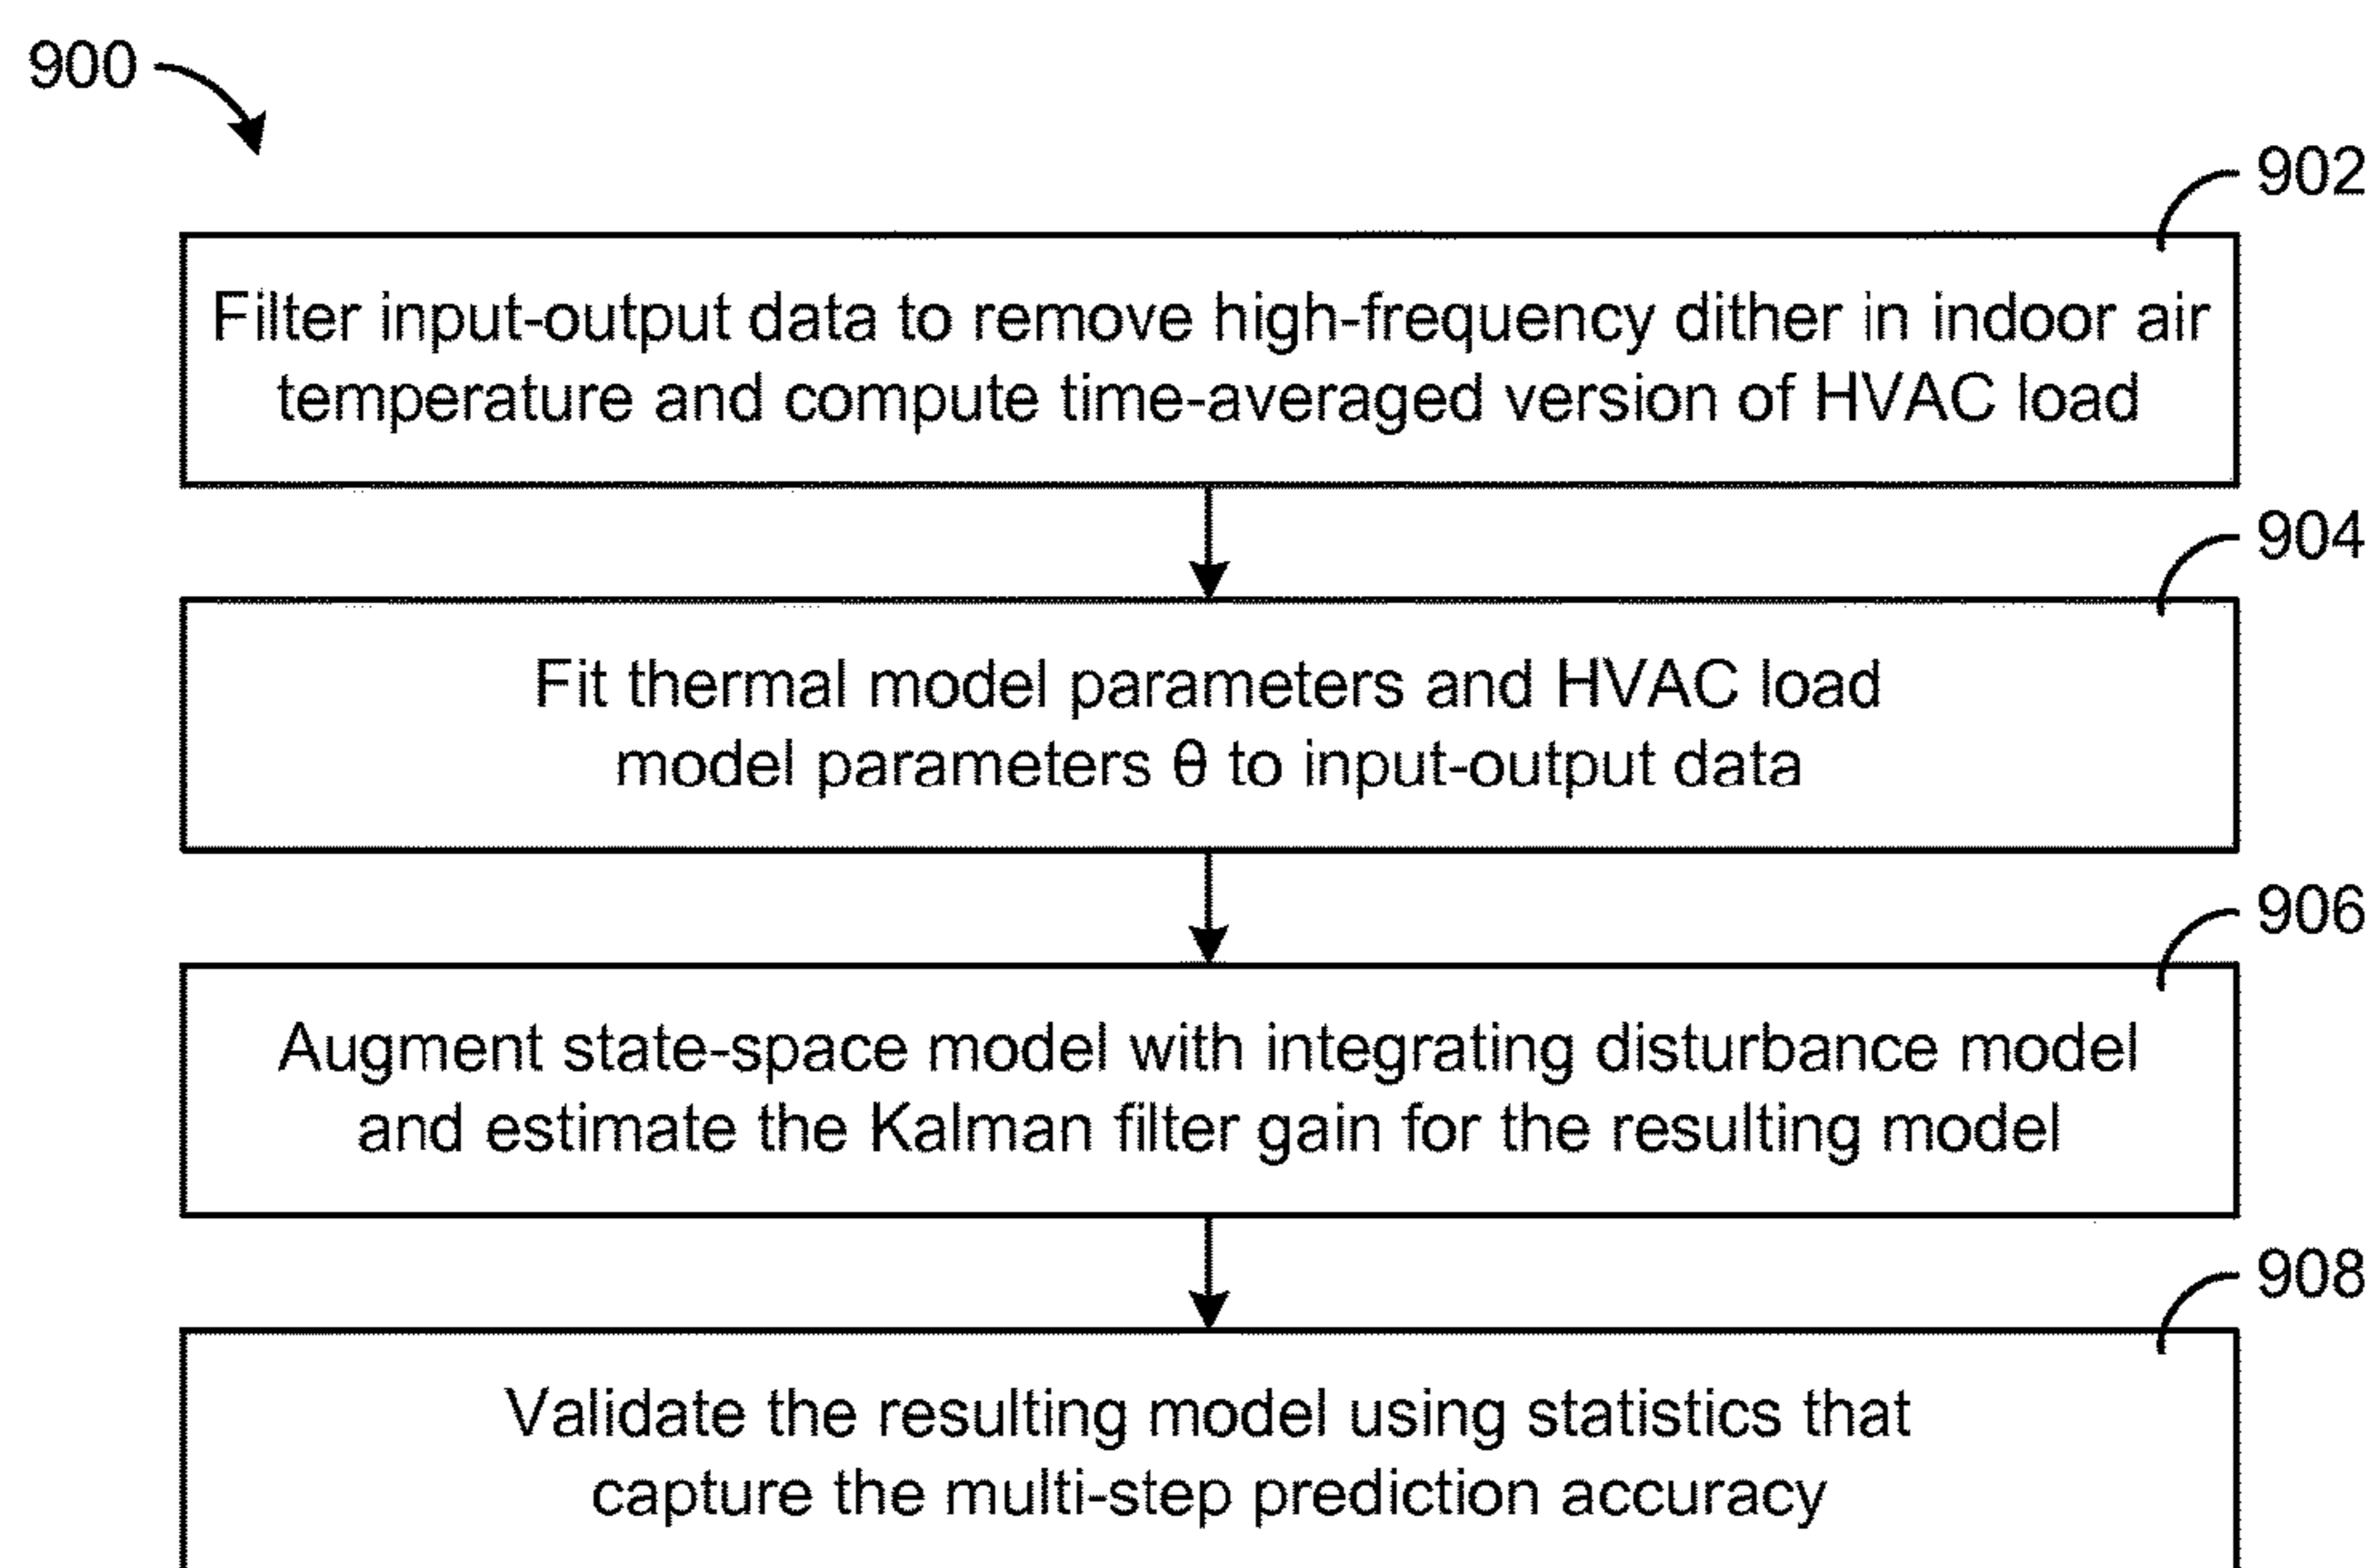 900
902
Filter input-output data to remove high-frequency dither in indoor air
temperature and compute time-averaged version of HVAC load
904
Fit thermal model parameters and HVAC load
model parameters θ to input-output data
906
Augment state-space model with integrating disturbance model
and estimate the Kalman filter gain for the resulting model
908
Validate the resulting model using statistics that
capture the multi-step prediction accuracy